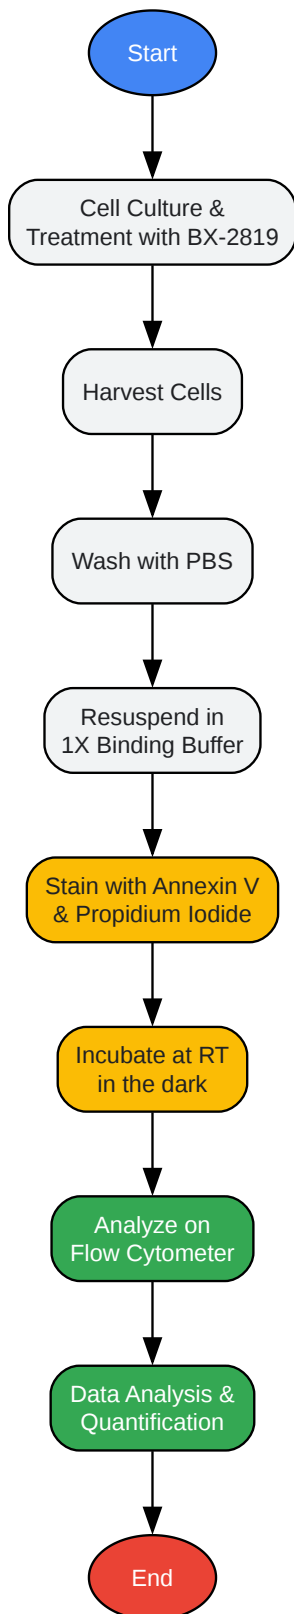 Start
Cell Culture &
Treatment with BX-2819
Harvest Cells
Wash with PBS
Resuspend in
1X Binding Buffer
Stain with Annexin V
& Propidium Iodide
Incubate at RT
in the dark
Analyze on
Flow Cytometer
Data Analysis &
Quantification
End